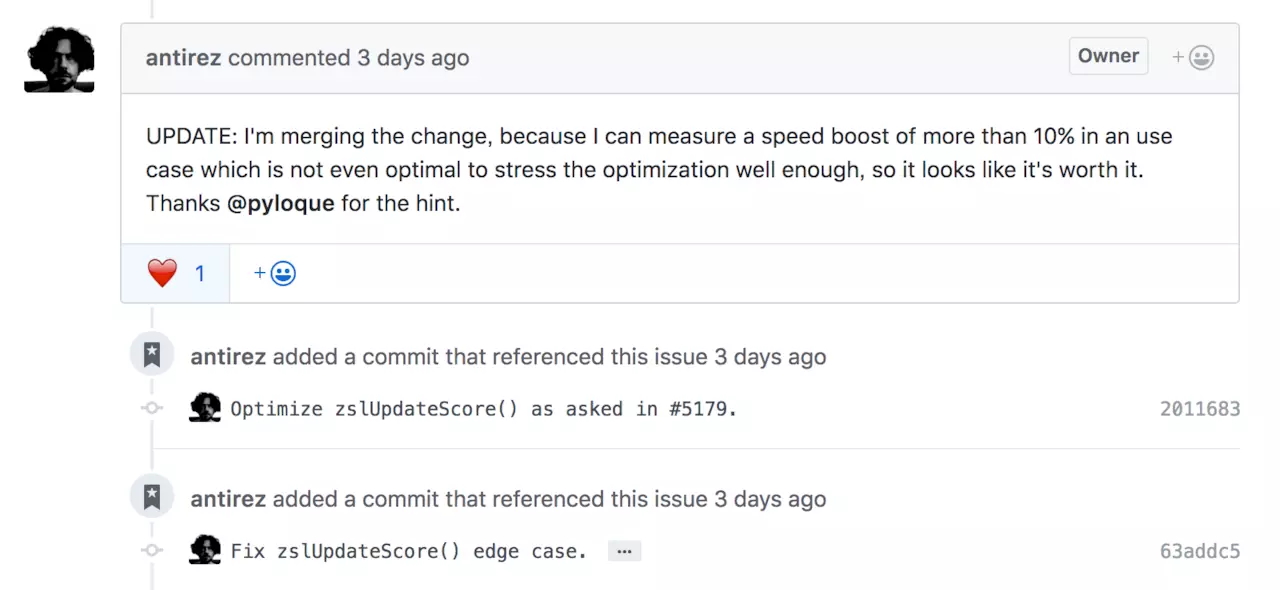 antirez commented 3 days ago
Owner
UPDATE: I'm merging the change, because I can measure a speed boost of more than 10% in an use
case which is not even optimal to stress the optimization well enough, so it looks like it's worth it.
Thanks @pyloque for the hint.
1
antirez added a commit that referenced this issue 3 days ago
Optimize zslUpdateScore() as asked in #5179.
2011683
antirez added a commit that referenced this issue 3 days ago
Fix zslUpdateScore() edge case. …
63addc5